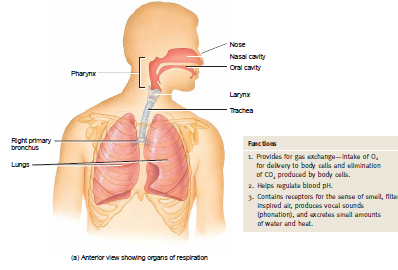 Nose
Nasal cavity
Oral cavity
Pharynx
Larynx
Trachea
Right primary
bronchus
Lungs
Functions
1. Provides for gas exchange—intake of O₂
for delivery to body cells and elimination
of CO₂ produced by body cells.
2. Helps regulate blood pH.
3. Contains receptors for the sense of smell,
inspired air, produces vocal sounds
(phonation), and excretes small amounts
of water and heat.
(a) Anterior view showing organs of respiration